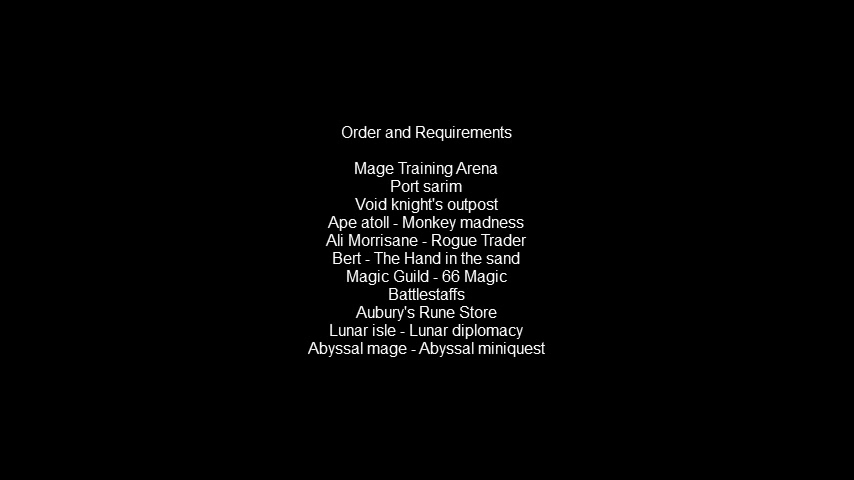 Order and Requirements
Mage Training Arena
Port sarim
Void knight's outpost
Ape atoll - Monkey madness
Ali Morrisane - Rogue Trader
Bert - The Hand in the sand
Magic Guild - 66 Magic
Battlestaffs
Aubury's Rune Store
Lunar isle - Lunar diplomacy
Abyssal mage - Abyssal miniquest